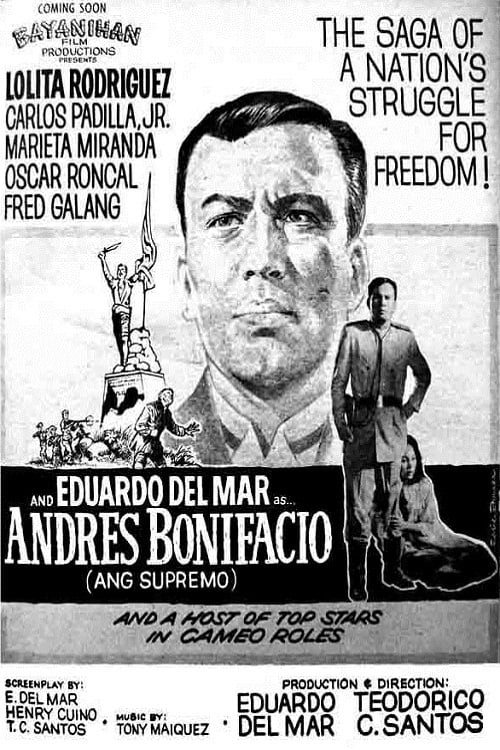 COMING SOON
BAYANIHAN
FILM
PRODUCTIONS
PRESENTS
LOLITA RODRIGUEZ
CARLOS PADILLA, JR.
MARIETA MIRANDA
OSCAR RONCAL
FRED GALANG
THE SAGA OF
A NATION'S
STRUGGLE
FOR
FREEDOM!
AND EDUARDO DEL MAR as...
ANDRES BONIFACIO
(ANG SUPREMO)
AND A HOST OF TOP STARS
IN CAMEO ROLES
SCREENPLAY BY:
E. DEL MAR
HENRY CUINO
T. C. SANTOS
• MUSIC BY:
TONY MAIQUEZ •
PRODUCTION & DIRECTION:
EDUARDO TEODORICO
DEL MAR C. SANTOS